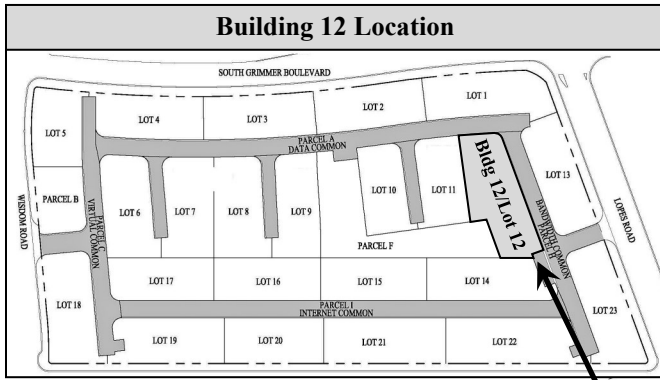 Building 12 Location
SOUTH GRIMMER BOULEVARD
LOT 1
LOT 2
LOT 3
LOT 4
LOT 5
PARCEL A
DATA COMMON
Bldg 12/Lot 12
LOT 13
LOT 10
LOT 11
WISDOM ROAD
PARCEL B
PARCEL C
VIRTUAL COMMON
LOT 6
LOT 7
LOT 8
LOT 9
BANDWIDTH COMMON
PARCEL H
LOPES ROAD
PARCEL F
LOT 17
LOT 16
LOT 15
LOT 14
LOT 18
PARCEL I
INTERNET COMMON
LOT 23
LOT 19
LOT 20
LOT 21
LOT 22